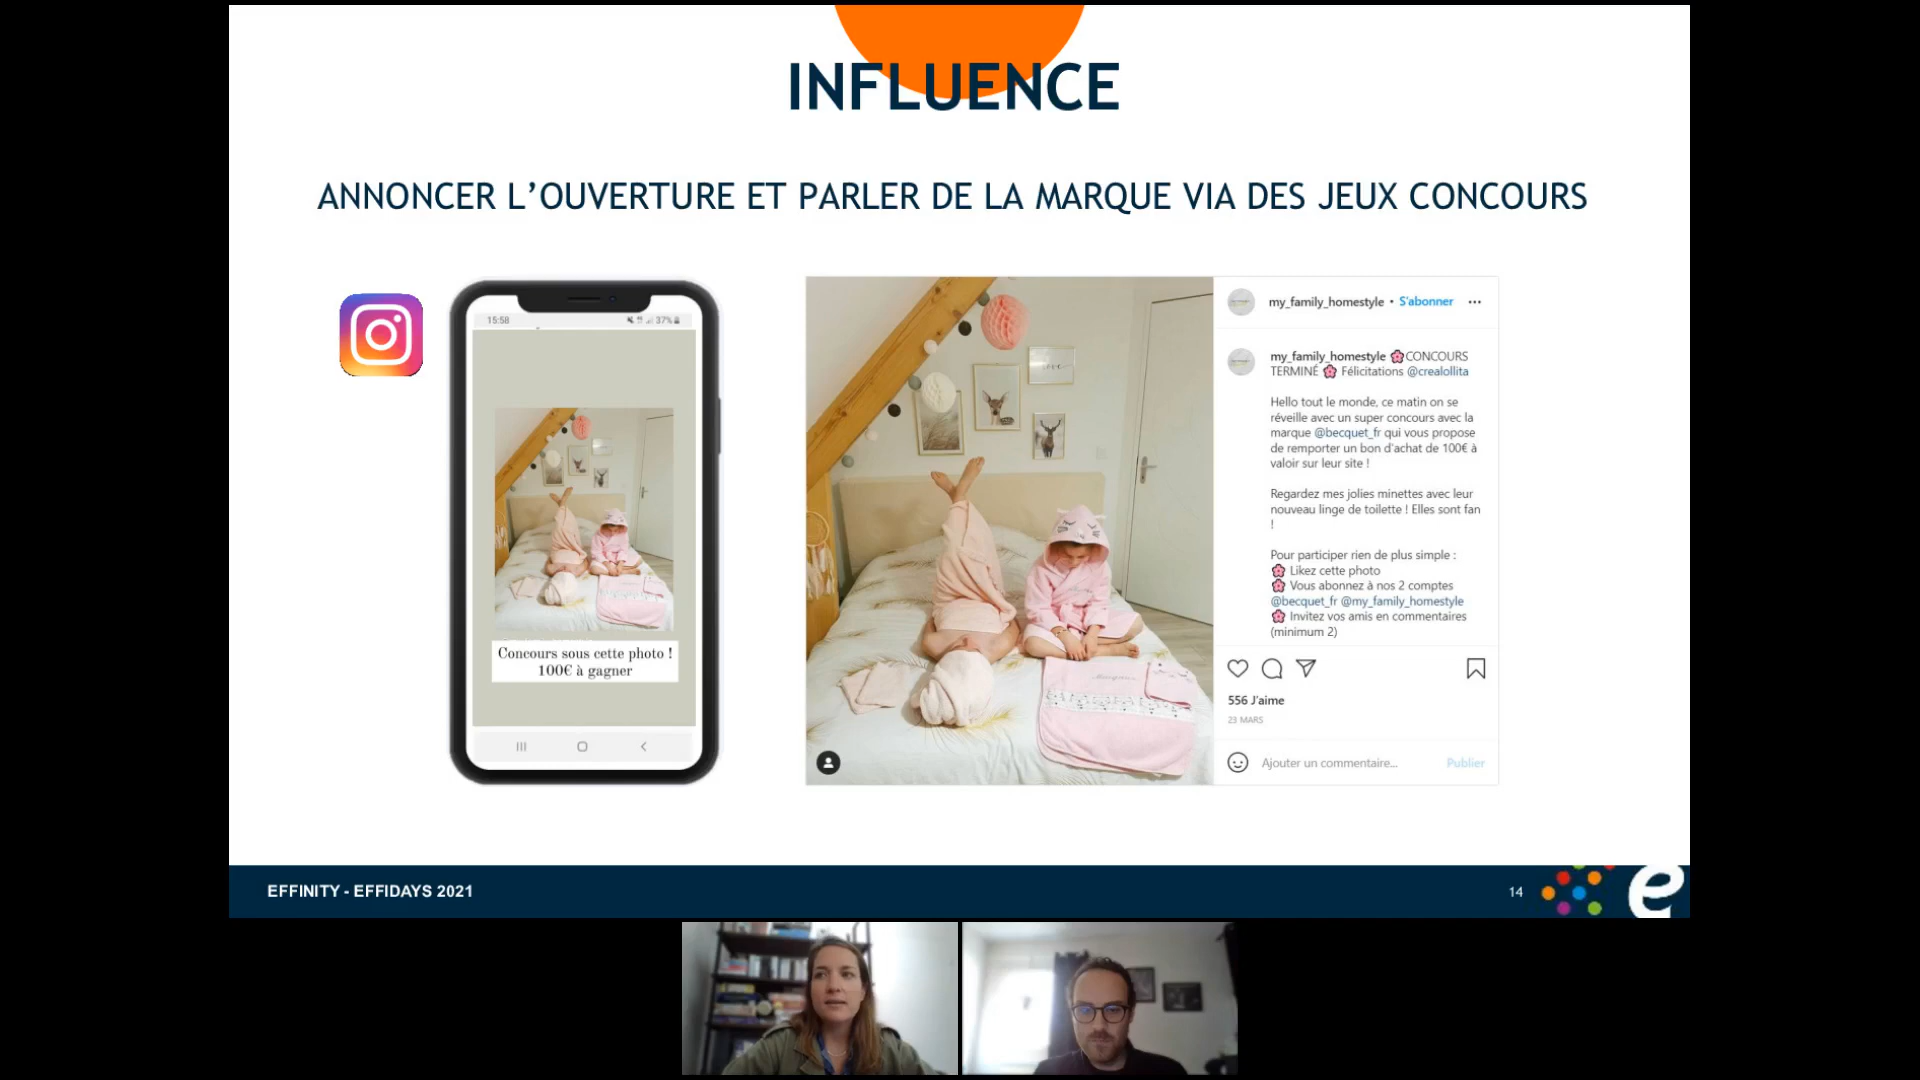 INFLUENCE
ANNONCER L’OUVERTURE ET PARLER DE LA MARQUE VIA DES JEUX CONCOURS
15:58
37%
Concours sous cette photo !
100€ à gagner
my_family_homestyle • S'abonner
my_family_homestyle 🌸CONCOURS
TERMINÉ 🌸 Félicitations @crealollita
Hello tout le monde, ce matin on se
réveille avec un super concours avec la
marque @becquet_fr qui vous propose
de remporter un bon d'achat de 100€ à
valoir sur leur site !
Regardez mes jolies minettes avec leur
nouveau linge de toilette ! Elles sont fan
!
Pour participer rien de plus simple :
🌸 Likez cette photo
🌸 Vous abonnez à nos 2 comptes
@becquet_fr @my_family_homestyle
🌸 Invitez vos amis en commentaires
(minimum 2)
556 J'aime
23 MARS
Ajouter un commentaire... Publier
EFFINITY - EFFIDAYS 2021
14
e